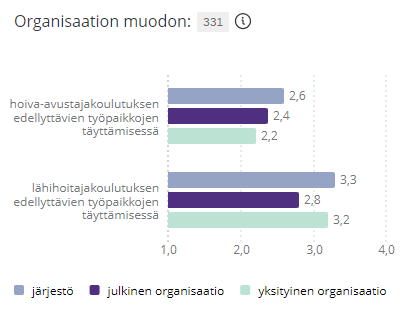 Organisaation muodon: 331
hoiva-avustajakoulutuksen
edellyttävien työpaikkojen
täyttämisessä
2,6
2,4
2,2
lähihoitajakoulutuksen
edellyttävien työpaikkojen
täyttämisessä
3,3
2,8
3,2
1,0 2,0 3,0 4,0
järjestö julkinen organisaatio yksityinen organisaatio